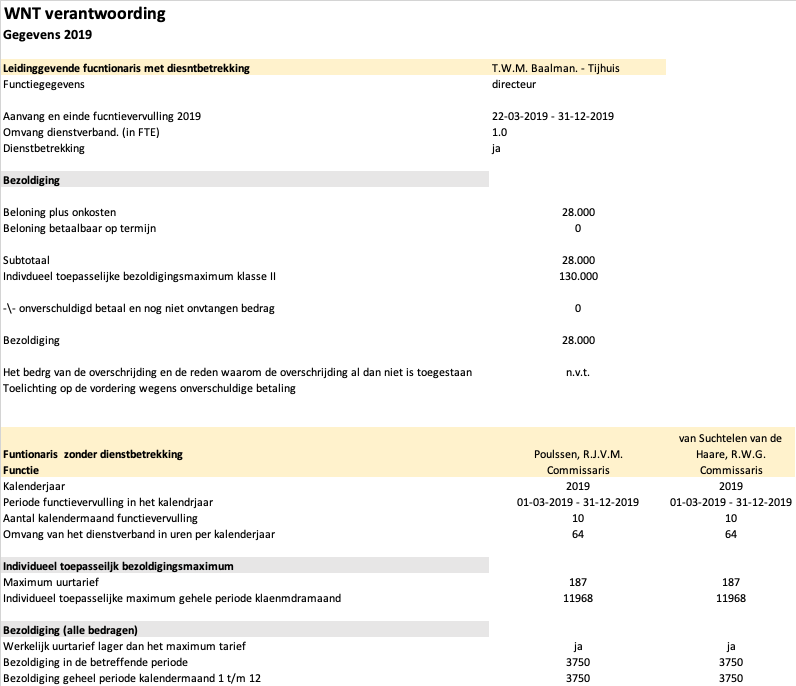 WNT verantwoording
Gegevens 2019
Leidinggevende fucntionaris met diesntbetrekking T.W.M. Baalman. - Tijhuis
Functiegegevens directeur
Aanvang en einde fucntievervulling 2019 22-03-2019 - 31-12-2019
Omvang dienstverband. (in FTE) 1.0
Dienstbetrekking ja
Bezoldiging
Beloning plus onkosten 28.000
Beloning betaalbaar op termijn 0
Subtotaal 28.000
Indivdueel toepasselijke bezoldigingsmaximum klasse II 130.000
-\- onverschuldigd betaal en nog niet onvtangen bedrag 0
Bezoldiging 28.000
Het bedrg van de overschrijding en de reden waarom de overschrijding al dan niet is toegestaan n.v.t.
Toelichting op de vordering wegens onverschuldige betaling
van Suchtelen van de
Funtionaris zonder dienstbetrekking Poulssen, R.J.V.M. Haare, R.W.G.
Functie Commissaris Commissaris
Kalenderjaar 2019 2019
Periode functievervulling in het kalendrjaar 01-03-2019 - 31-12-2019 01-03-2019 - 31-12-2019
Aantal kalendermaand functievervulling 10 10
Omvang van het dienstverband in uren per kalenderjaar 64 64
Individueel toepasseiljk bezoldigingsmaximum
Maximum uurtarief 187 187
Individueel toepasselijke maximum gehele periode klaenmdramaand 11968 11968
Bezoldiging (alle bedragen)
Werkelijk uurtarief lager dan het maximum tarief ja ja
Bezoldiging in de betreffende periode 3750 3750
Bezoldiging geheel periode kalendermaand 1 t/m 12 3750 3750